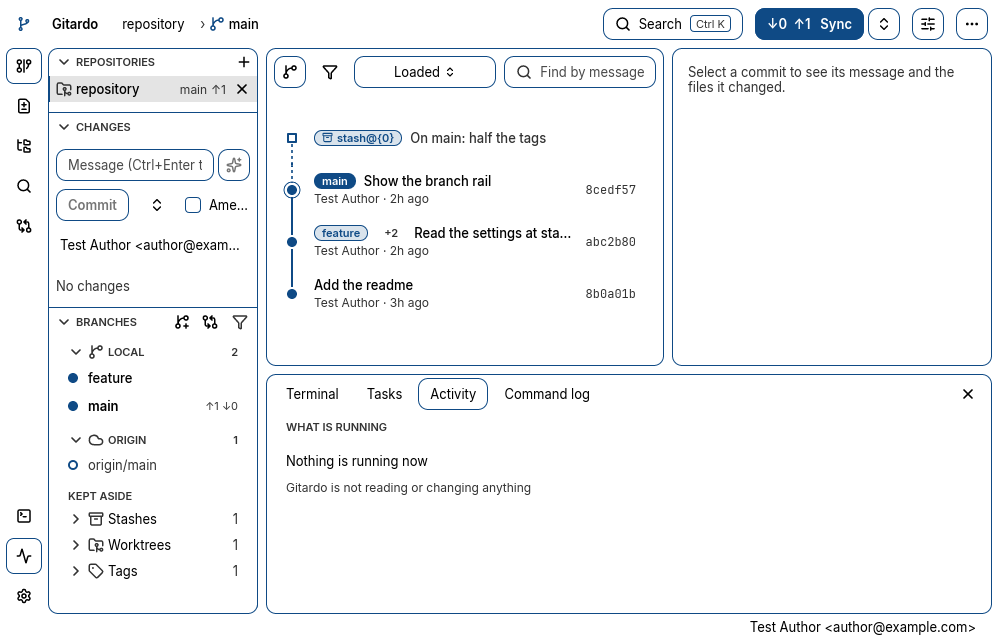 Gitardo repository › main Search Ctrl K ↓0 ↑1 Sync
REPOSITORIES
repository main ↑1
CHANGES
Message (Ctrl+Enter t
Commit Ame...
Test Author <author@exam...
No changes
BRANCHES
LOCAL 2
feature
main ↑1 ↓0
ORIGIN 1
origin/main
KEPT ASIDE
Stashes 1
Worktrees 1
Tags 1
Loaded Find by message
stash@{0} On main: half the tags
main Show the branch rail
Test Author · 2h ago 8cedf57
feature +2 Read the settings at sta...
Test Author · 2h ago abc2b80
Add the readme
Test Author · 3h ago 8b0a01b
Select a commit to see its message and the
files it changed.
Terminal Tasks Activity Command log
WHAT IS RUNNING
Nothing is running now
Gitardo is not reading or changing anything
Test Author <author@example.com>